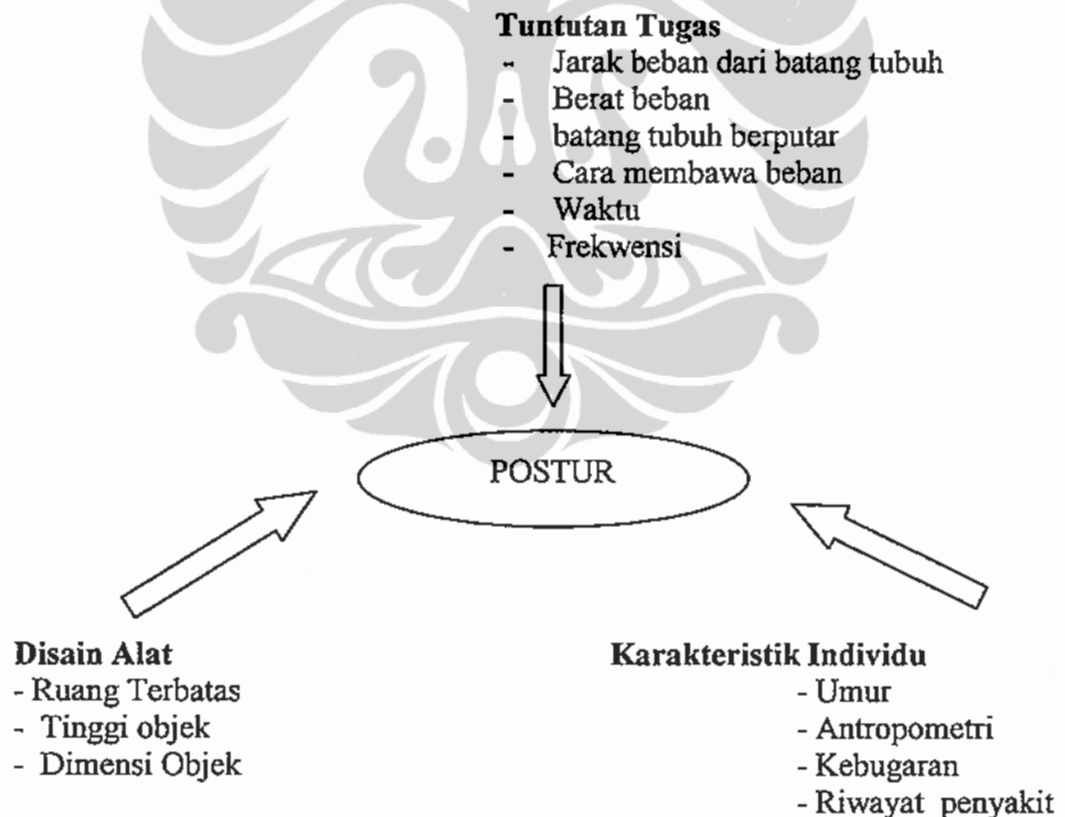 Tuntutan Tugas
- Jarak beban dari batang tubuh
- Berat beban
- batang tubuh berputar
- Cara membawa beban
- Waktu
- Frekwensi
POSTUR
Disain Alat
- Ruang Terbatas
- Tinggi objek
- Dimensi Objek
Karakteristik Individu
- Umur
- Antropometri
- Kebugaran
- Riwayat penyakit